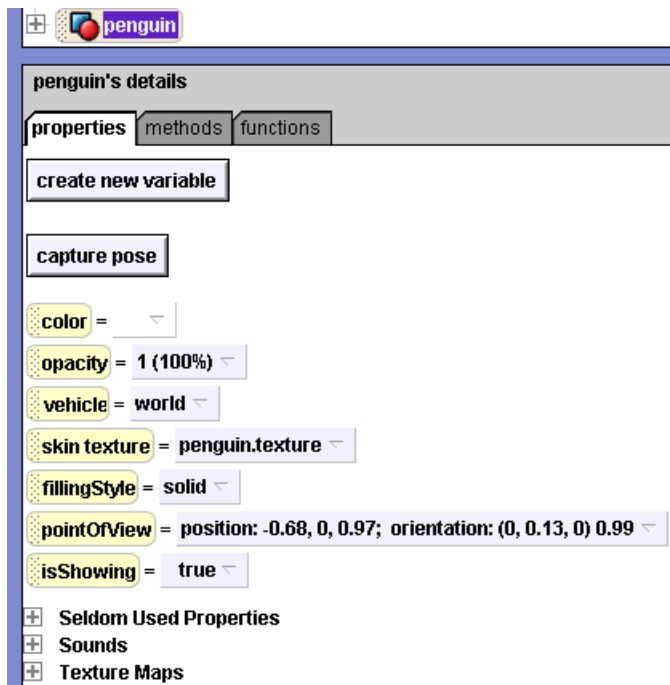 penguin
penguin's details
properties methods functions
create new variable
capture pose
color =
opacity = 1 (100%)
vehicle = world
skin texture = penguin.texture
fillingStyle = solid
pointOfView = position: -0.68, 0, 0.97; orientation: (0, 0.13, 0) 0.99
isShowing = true
Seldom Used Properties
Sounds
Texture Maps